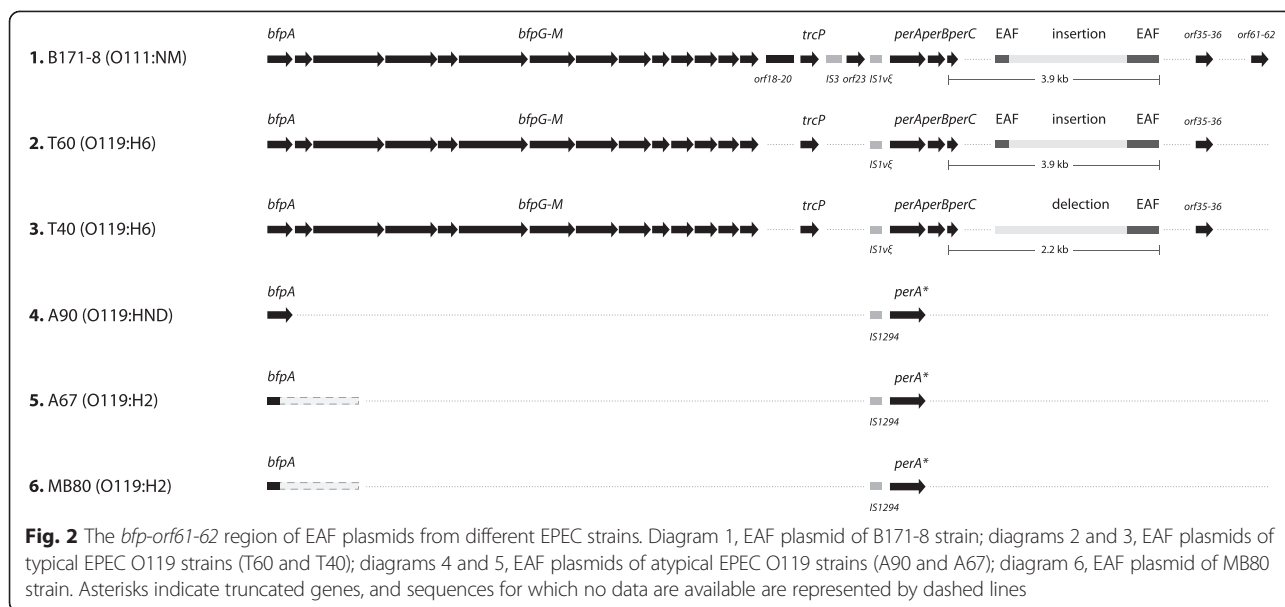 bfpA bfpG-M trcP perAperBperC EAF insertion EAF orf35-36 orf61-62
1. B171-8 (O111:NM)
orf18-20 IS3 orf23 IS1vξ 3.9 kb
bfpA bfpG-M trcP perAperBperC EAF insertion EAF orf35-36
2. T60 (O119:H6)
IS1vξ 3.9 kb
bfpA bfpG-M trcP perAperBperC delection EAF orf35-36
3. T40 (O119:H6)
IS1vξ 2.2 kb
bfpA perA*
4. A90 (O119:HND)
IS1294
bfpA perA*
5. A67 (O119:H2)
IS1294
bfpA perA*
6. MB80 (O119:H2)
IS1294
Fig. 2 The bfp-orf61-62 region of EAF plasmids from different EPEC strains. Diagram 1, EAF plasmid of B171-8 strain; diagrams 2 and 3, EAF plasmids of
typical EPEC O119 strains (T60 and T40); diagrams 4 and 5, EAF plasmids of atypical EPEC O119 strains (A90 and A67); diagram 6, EAF plasmid of MB80
strain. Asterisks indicate truncated genes, and sequences for which no data are available are represented by dashed lines